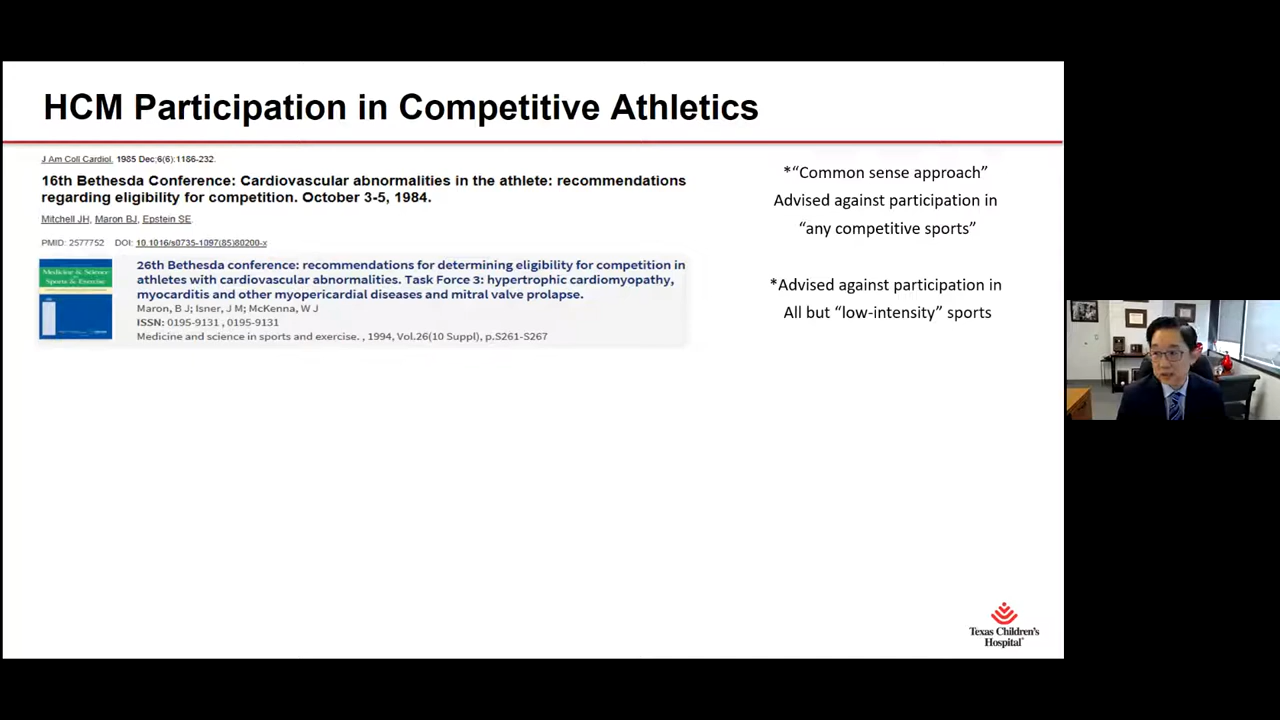 HCM Participation in Competitive Athletics
J Am Coll Cardiol. 1985 Dec;6(6):1186-232.
16th Bethesda Conference: Cardiovascular abnormalities in the athlete: recommendations
regarding eligibility for competition. October 3-5, 1984.
Mitchell JH, Maron BJ, Epstein SE.
PMID: 2577752 DOI: 10.1016/s0735-1097(85)80200-x
Medicine & Science
Sports & Exercise
26th Bethesda conference: recommendations for determining eligibility for competition in
athletes with cardiovascular abnormalities. Task Force 3: hypertrophic cardiomyopathy,
myocarditis and other myopericardial diseases and mitral valve prolapse.
Maron, B J; Isner, J M; McKenna, W J
ISSN: 0195-9131 , 0195-9131
Medicine and science in sports and exercise. , 1994, Vol.26(10 Suppl), p.S261-S267
*“Common sense approach”
Advised against participation in
“any competitive sports”
*Advised against participation in
All but “low-intensity” sports
Texas Children's
Hospital